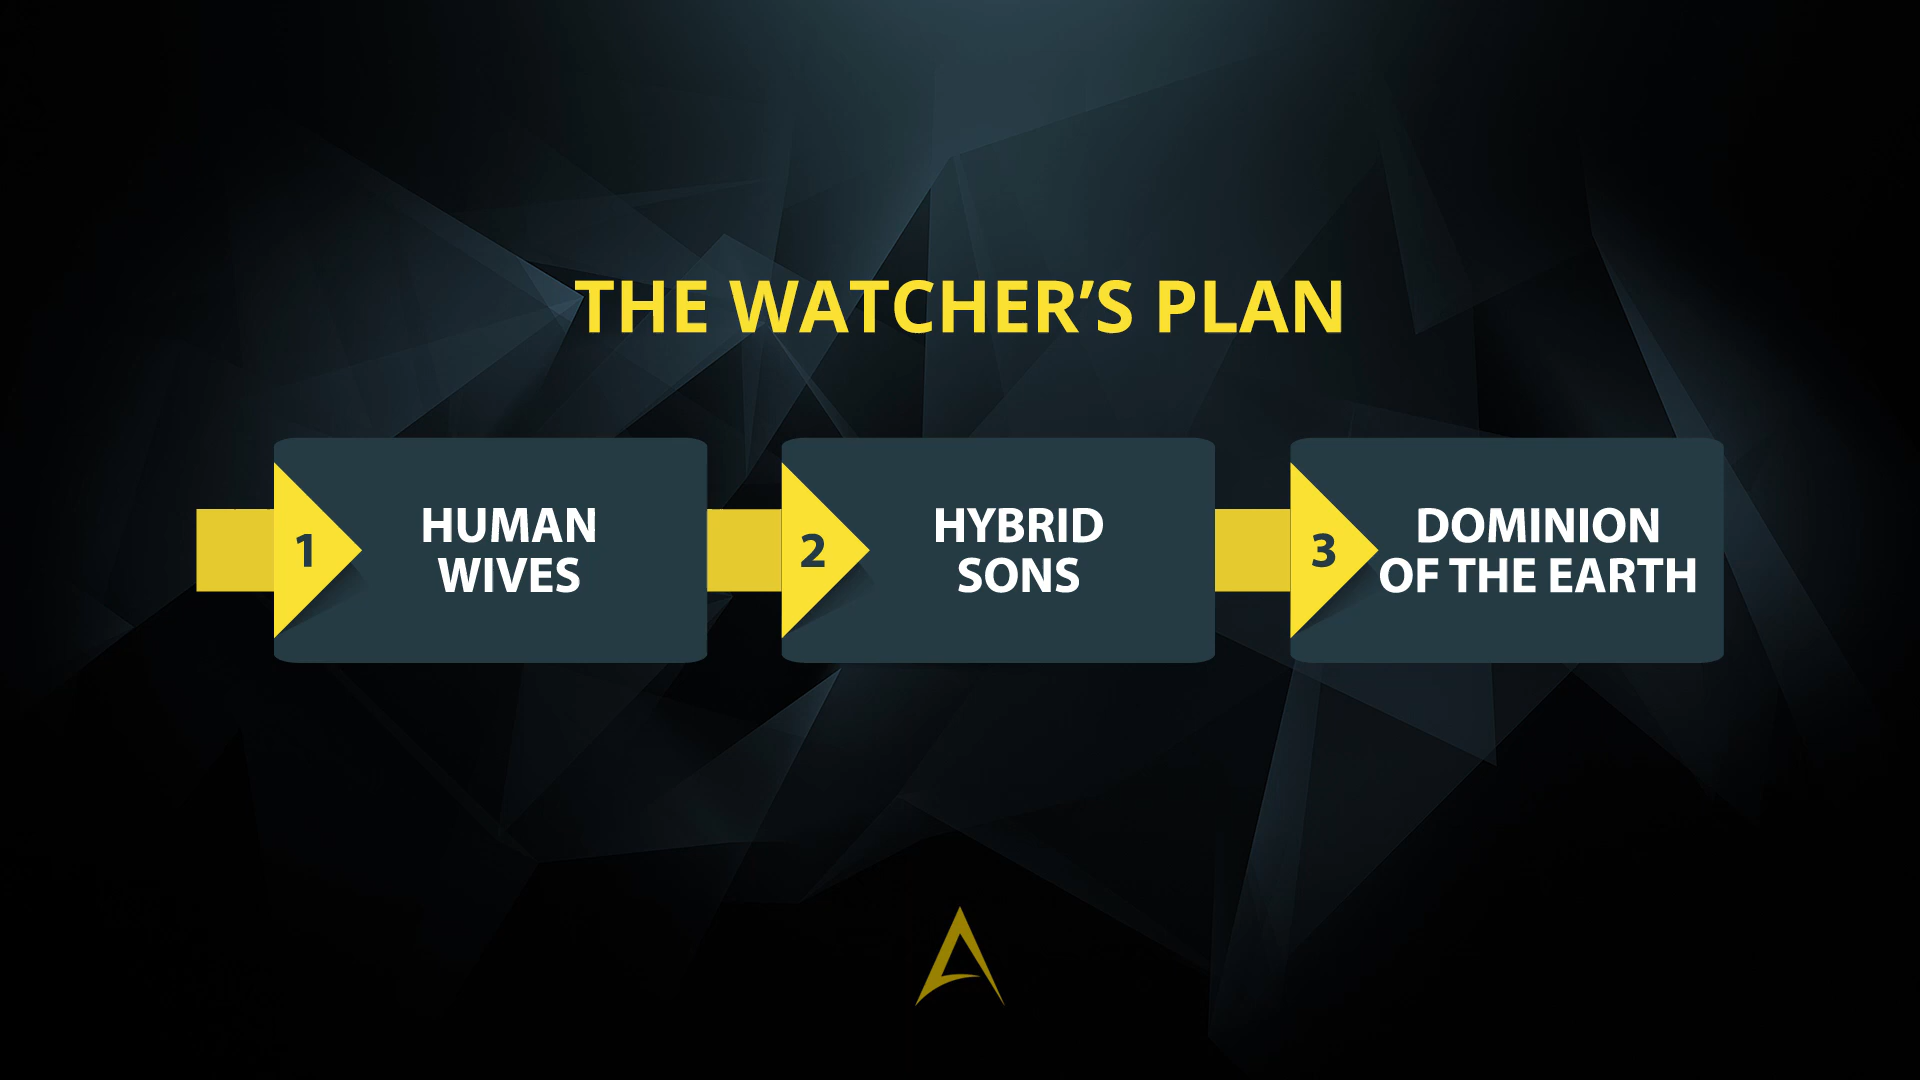 THE WATCHER’S PLAN
1
HUMAN
WIVES
2
HYBRID
SONS
3
DOMINION
OF THE EARTH